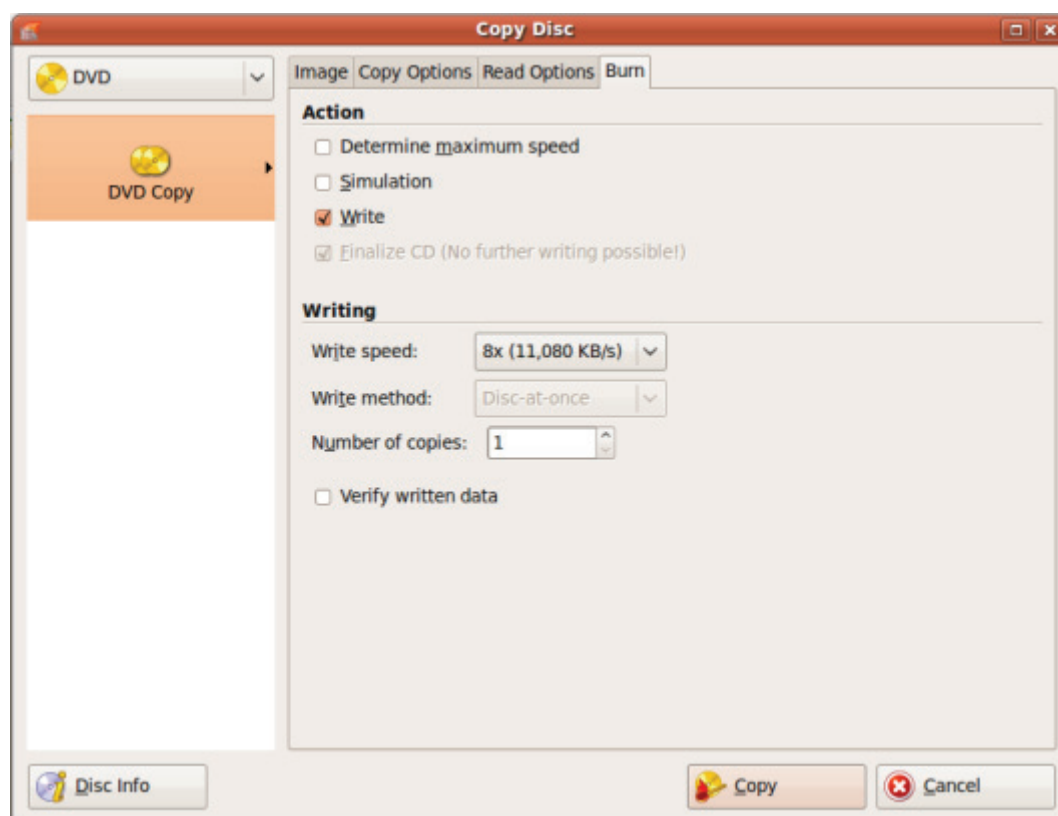 Copy Disc
DVD
Image Copy Options Read Options Burn
Action
Determine maximum speed
Simulation
DVD Copy
Write
Finalize CD (No further writing possible!)
Writing
Write speed: 8x (11,080 KB/s)
Write method: Disc-at-once
Number of copies: 1
Verify written data
Disc Info
Copy
Cancel